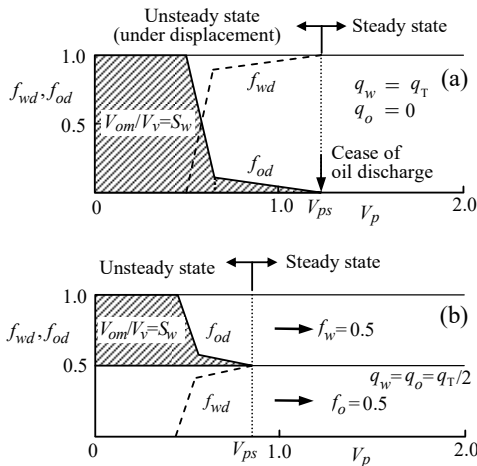 Unsteady state
(under displacement)
Steady state
1.0
f_wd, f_od
0.5
V_om/V_v=S_w
f_wd
f_od
(a)
q_w = q_T
q_o = 0
Cease of
oil discharge
0
1.0
V_ps
V_p
2.0
Unsteady state
Steady state
1.0
f_wd, f_od
0.5
V_om/V_v=S_w
f_od
f_wd
(b)
f_w=0.5
q_w=q_o=q_T/2
f_o=0.5
0
V_ps
1.0
V_p
2.0